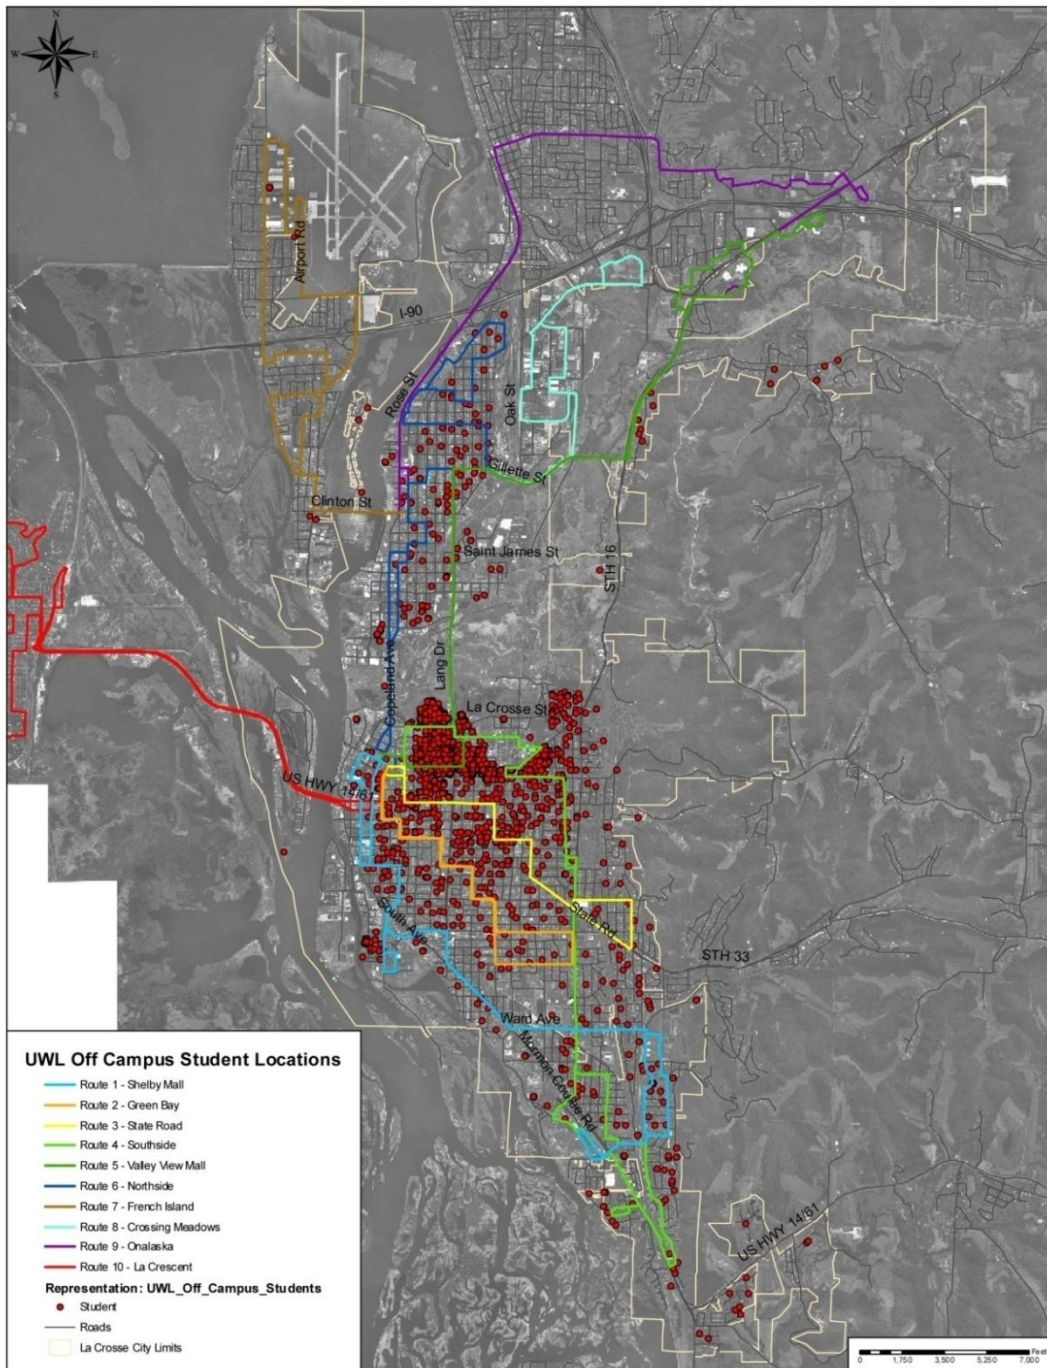 N
W
E
S
Airport Rd
I-90
Rose St
Oak St
Gillette St
Clinton St
Saint James St
STH 16
Copeland Ave
Lang Dr
La Crosse St
US HWY 14/61
South Ave
State Rd
STH 33
Ward Ave
Mormon Coulee Rd
US HWY 14/61
UWL Off Campus Student Locations
Route 1 - Shelby Mall
Route 2 - Green Bay
Route 3 - State Road
Route 4 - Southside
Route 5 - Valley View Mall
Route 6 - Northside
Route 7 - French Island
Route 8 - Crossing Meadows
Route 9 - Onalaska
Route 10 - La Crescent
Representation: UWL_Off_Campus_Students
Student
Roads
La Crosse City Limits
Feet
0 1,750 3,500 5,250 7,000